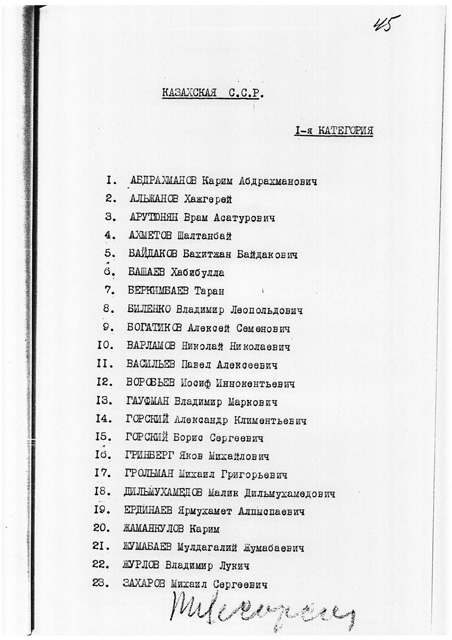 45
КАЗАХСКАЯ С.С.Р.
I-я КАТЕГОРИЯ
1. АБДРАХМАНОВ Карим Абдрахманович
2. АЛЬЖАНОВ Хажгерей
3. АРУТЮНЯН Врам Асатурович
4. АХМЕТОВ Шалтанбай
5. БАЙДАКОВ Бахитжан Байдакович
6. БАШАЕВ Хабибулла
7. БЕРКИМБАЕВ Таран
8. БИЛЕНКО Владимир Леопольдович
9. БОГАТИКОВ Алексей Семенович
10. ВАРЛАМОВ Николай Николаевич
11. ВАСИЛЬЕВ Павел Алексеевич
12. ВОРОБЬЕВ Иосиф Иннокентьевич
13. ГАУФМАН Владимир Маркович
14. ГОРСКИЙ Александр Климентьевич
15. ГОРСКИЙ Борис Сергеевич
16. ГРИНБЕРГ Яков Михайлович
17. ГРОЛЬМАН Михаил Григорьевич
18. ДИЛЬМУХАМЕДОВ Малик Дильмухамедович
19. ЕРДИНАЕВ Ярмухамет Алпыспаевич
20. ЖАМАНКУЛОВ Карим
21. ЖУМАБАЕВ Мулдагалий Жумабаевич
22. ЖУРЛОВ Владимир Лукич
23. ЗАХАРОВ Михаил Сергеевич